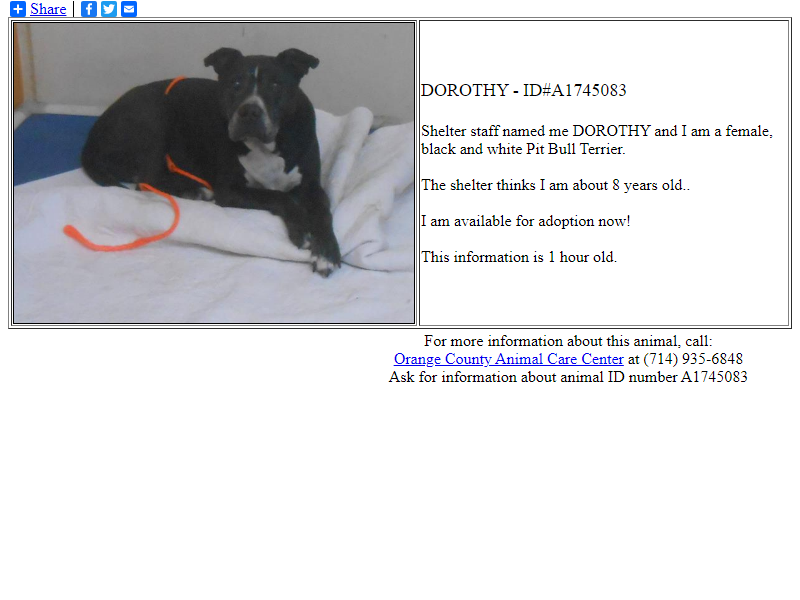 Share
DOROTHY - ID#A1745083
Shelter staff named me DOROTHY and I am a female,
black and white Pit Bull Terrier.
The shelter thinks I am about 8 years old..
I am available for adoption now!
This information is 1 hour old.
For more information about this animal, call:
Orange County Animal Care Center at (714) 935-6848
Ask for information about animal ID number A1745083